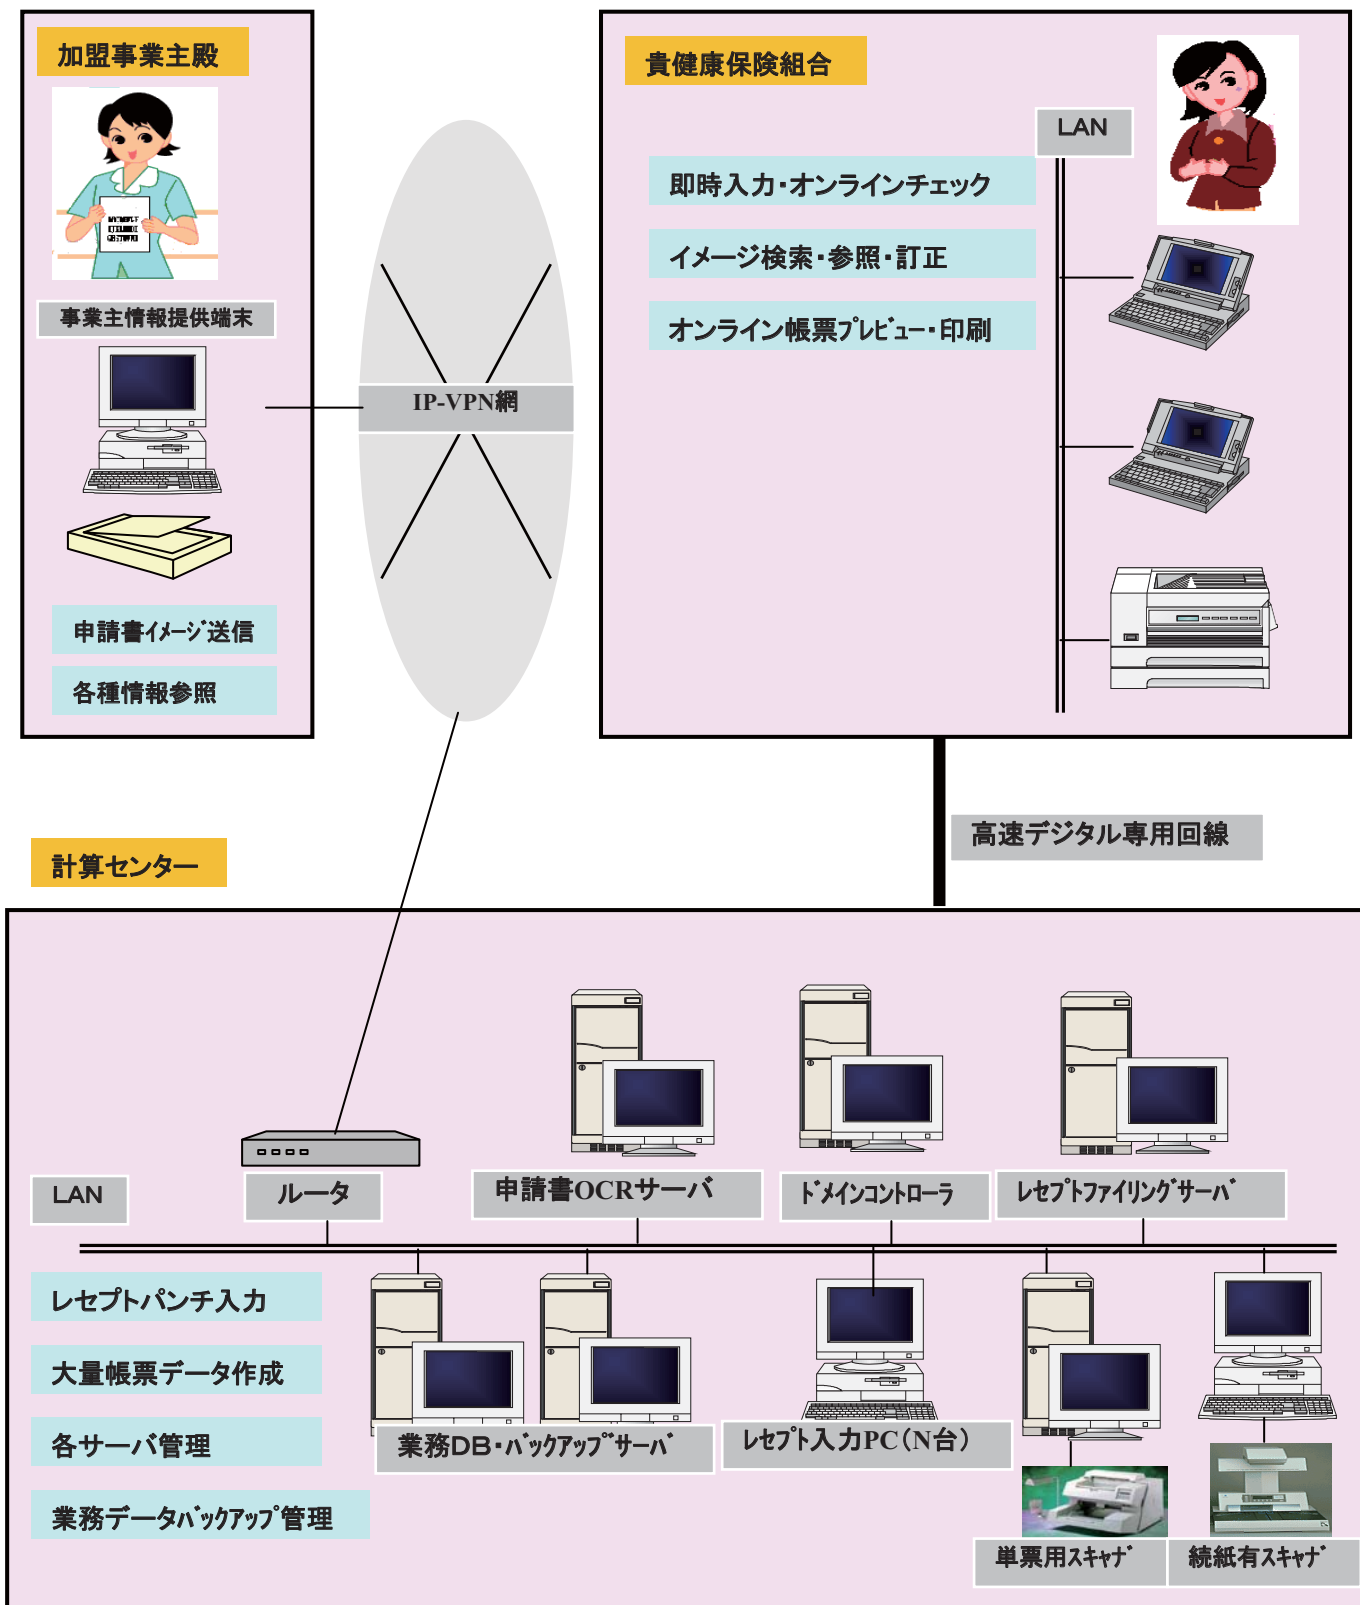 加盟事業主殿
事業主情報提供端末
申請書ｲﾒｰｼﾞ送信
各種情報参照
IP-VPN網
貴健康保険組合
LAN
即時入力・オンラインチェック
イメージ検索・参照・訂正
オンライン帳票ﾌﾟﾚﾋﾞｭｰ・印刷
高速デジタル専用回線
計算センター
LAN
ルータ
申請書OCRサーバ
ﾄﾞﾒｲﾝｺﾝﾄﾛｰﾗ
ﾚｾﾌﾟﾄﾌｧｲﾘﾝｸﾞｻｰﾊﾞ
レセプトパンチ入力
大量帳票データ作成
各サーバ管理
業務データﾊﾞｯｸｱｯﾌﾟ管理
業務DB・ﾊﾞｯｸｱｯﾌﾟｻｰﾊﾞ
ﾚｾﾌﾟﾄ入力PC（N台）
単票用ｽｷｬﾅﾞ
続紙有ｽｷｬﾅﾞ